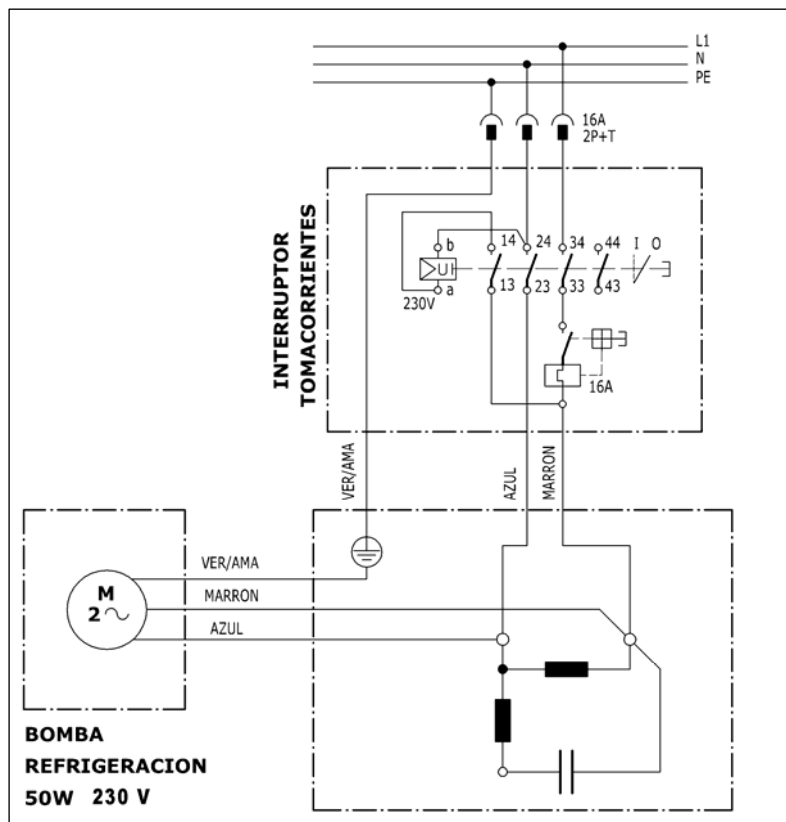 L1
N
PE
16A
2P+T
INTERRUPTOR
TOMACORRIENTES
b
U
a
230V
14
24
34
44
I O
13
23
33
43
16A
VER/AMA
AZUL
MARRON
VER/AMA
MARRON
AZUL
M
2
BOMBA
REFRIGERACION
50W 230 V